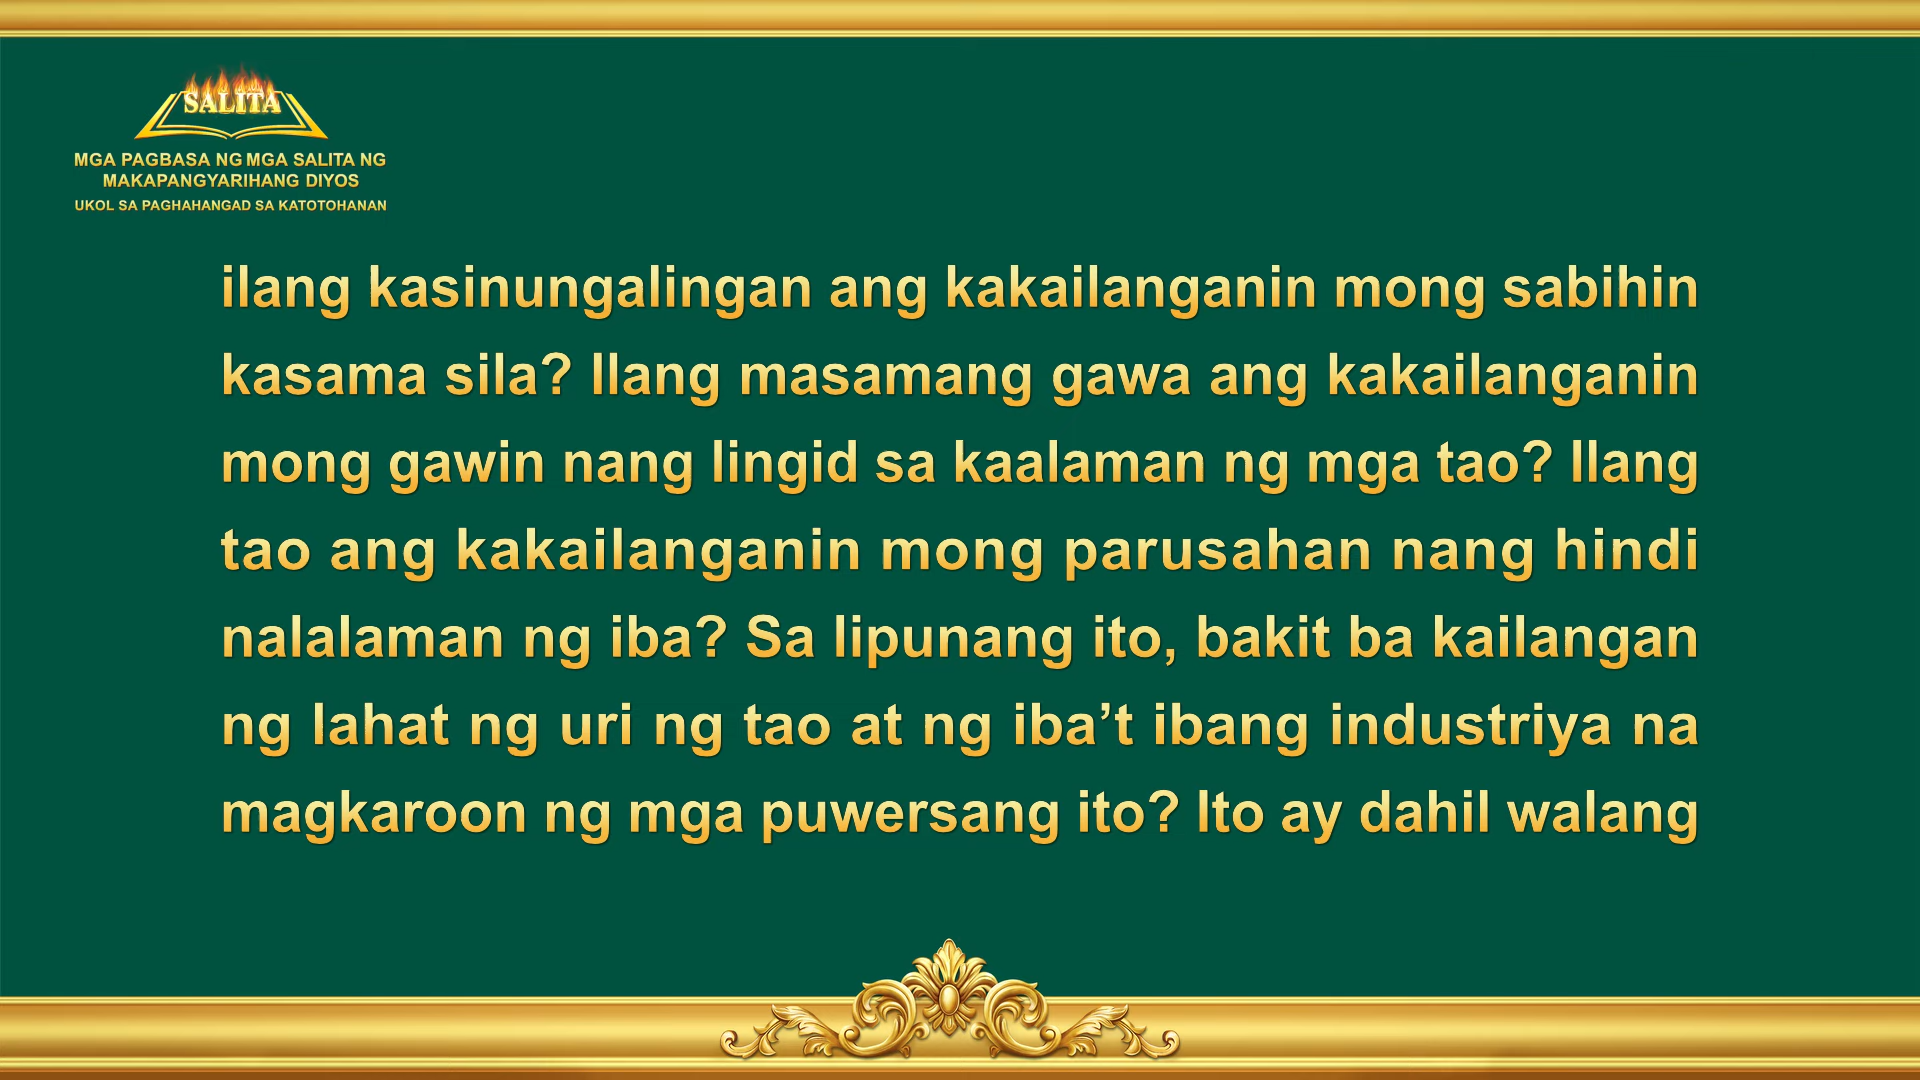 SALITA
MGA PAGBASA NG MGA SALITA NG
MAKAPANGYARIHANG DIYOS
UKOL SA PAGHAHANGAD SA KATOTOHANAN
ilang kasinungalingan ang kakailanganin mong sabihin
kasama sila? Ilang masamang gawa ang kakailanganin
mong gawin nang lingid sa kaalaman ng mga tao? Ilang
tao ang kakailanganin mong parusahan nang hindi
nalalaman ng iba? Sa lipunang ito, bakit ba kailangan
ng lahat ng uri ng tao at ng iba’t ibang industriya na
magkaroon ng mga puwersang ito? Ito ay dahil walang